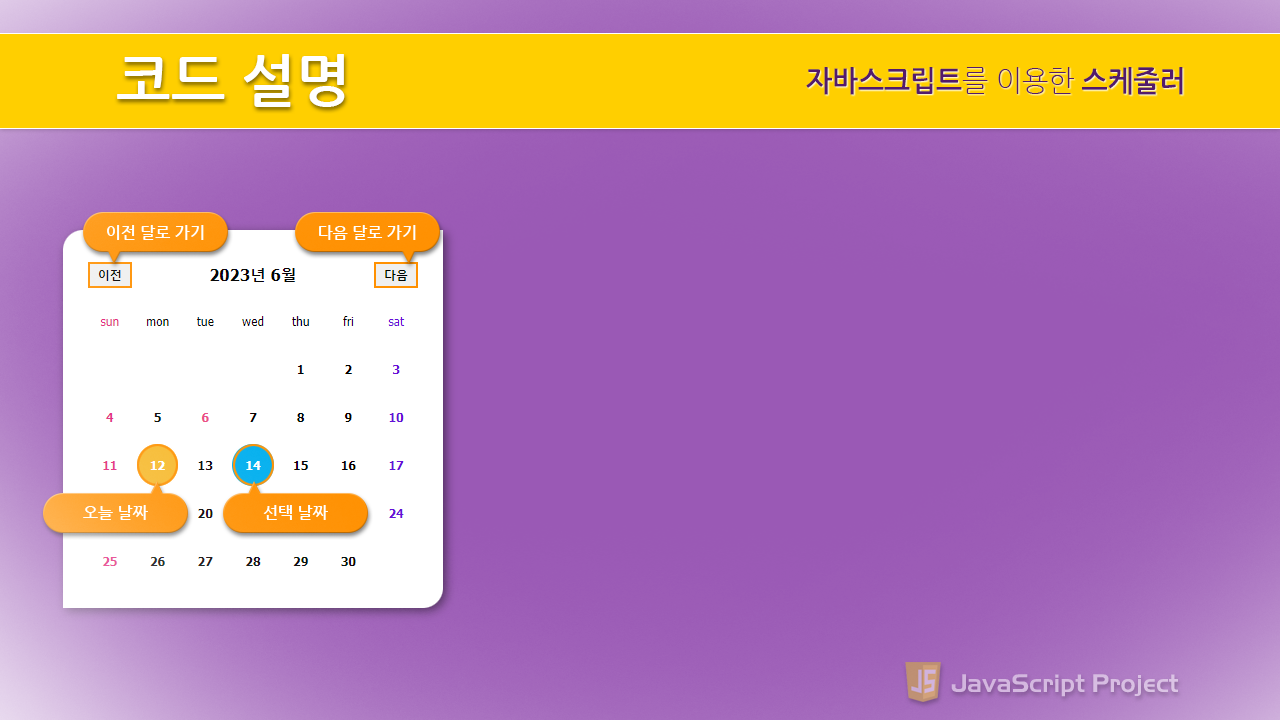 코드 설명
자바스크립트를 이용한 스케줄러
이전 달로 가기 다음 달로 가기
이전 2023년 6월 다음
sun mon tue wed thu fri sat
1 2 3
4 5 6 7 8 9 10
11 12 13 14 15 16 17
오늘 날짜 20 선택 날짜 24
25 26 27 28 29 30
JS JavaScript Project